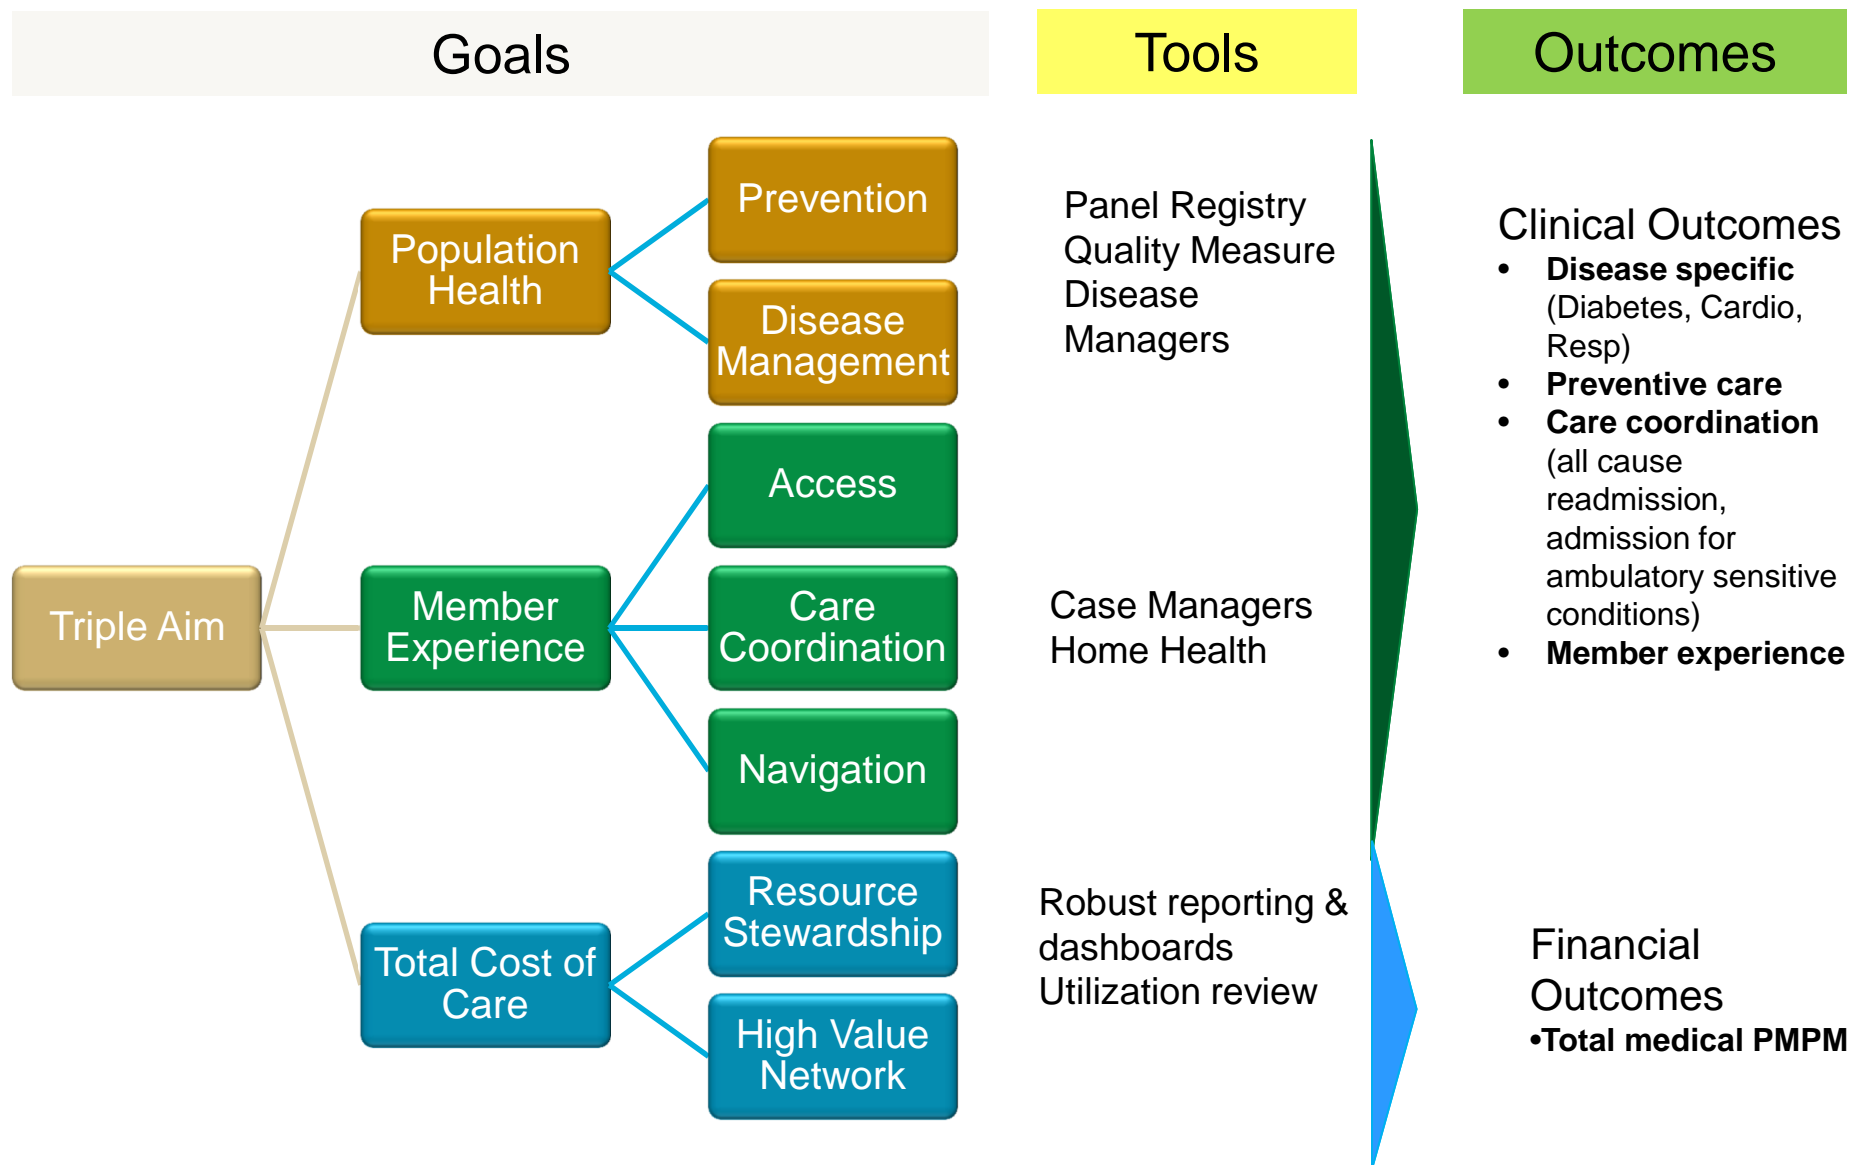 Goals
Tools
Outcomes
Triple Aim
Population
Health
Prevention
Disease
Management
Member
Experience
Access
Care
Coordination
Navigation
Total Cost of
Care
Resource
Stewardship
High Value
Network
Panel Registry
Quality Measure
Disease
Managers
Case Managers
Home Health
Robust reporting &
dashboards
Utilization review
Clinical Outcomes
• Disease specific
(Diabetes, Cardio,
Resp)
• Preventive care
• Care coordination
(all cause
readmission,
admission for
ambulatory sensitive
conditions)
• Member experience
Financial
Outcomes
•Total medical PMPM